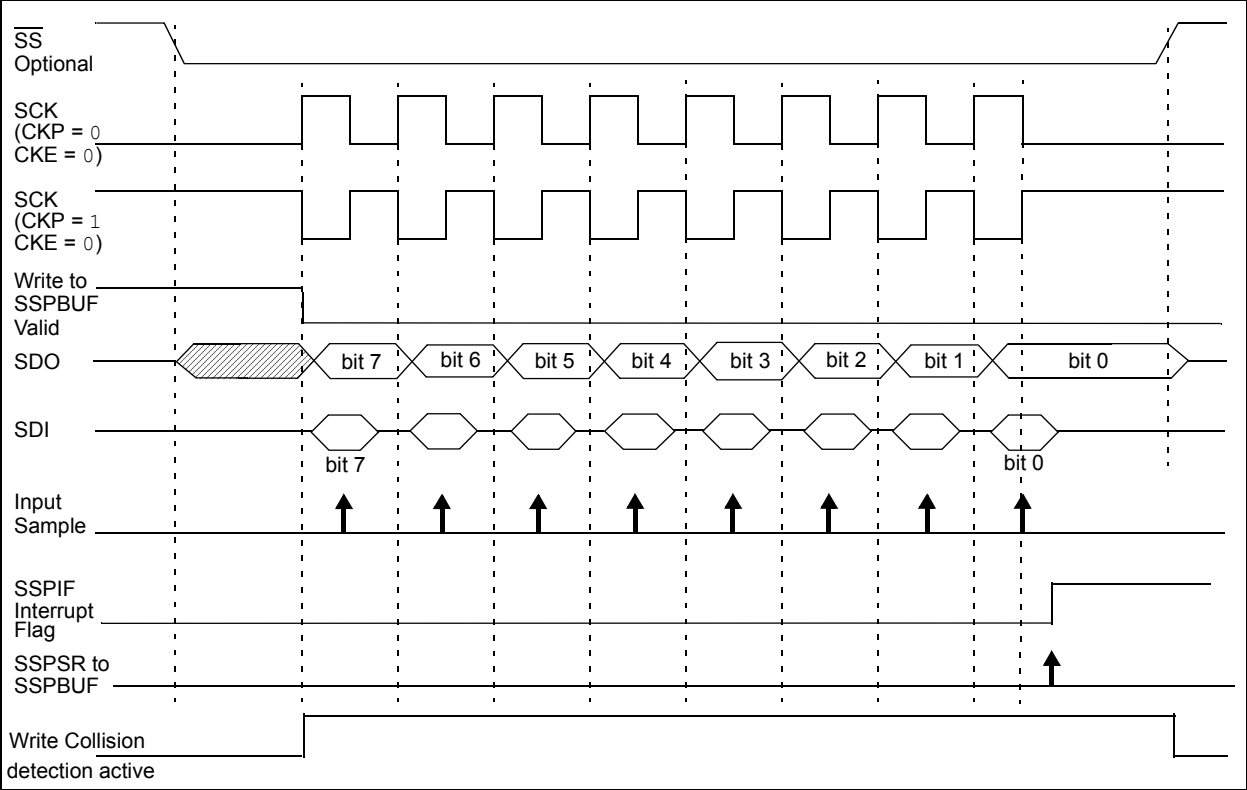 SS
Optional
SCK
(CKP = 0
CKE = 0)
SCK
(CKP = 1
CKE = 0)
Write to
SSPBUF
Valid
SDO
bit 7 bit 6 bit 5 bit 4 bit 3 bit 2 bit 1 bit 0
SDI
bit 7 bit 0
Input
Sample
SSPIF
Interrupt
Flag
SSPSR to
SSPBUF
Write Collision
detection active